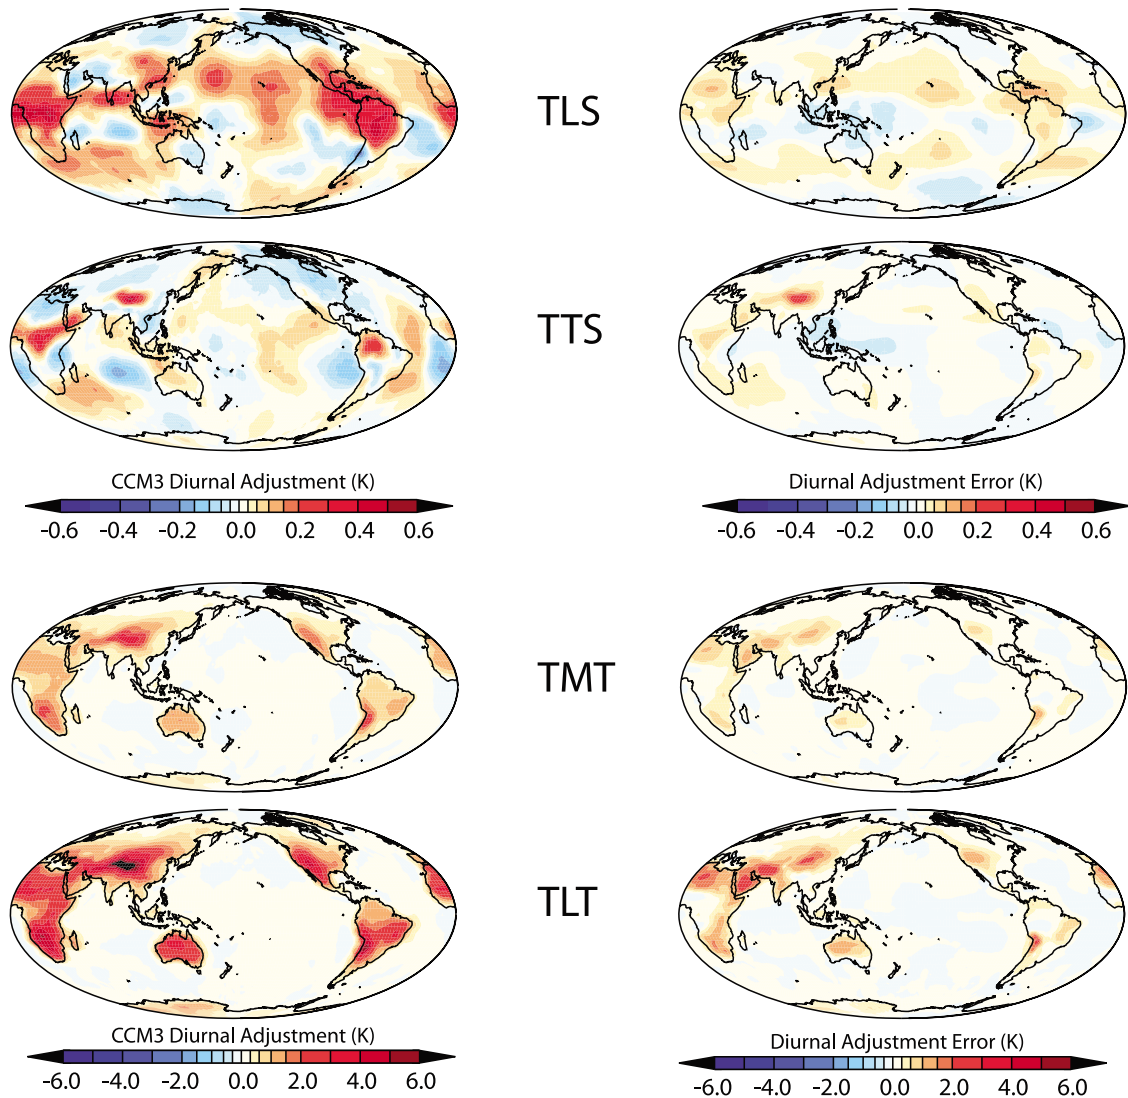 TLS
TTS
CCM3 Diurnal Adjustment (K)
-0.6 -0.4 -0.2 0.0 0.2 0.4 0.6
Diurnal Adjustment Error (K)
-0.6 -0.4 -0.2 0.0 0.2 0.4 0.6
TMT
TLT
CCM3 Diurnal Adjustment (K)
-6.0 -4.0 -2.0 0.0 2.0 4.0 6.0
Diurnal Adjustment Error (K)
-6.0 -4.0 -2.0 0.0 2.0 4.0 6.0